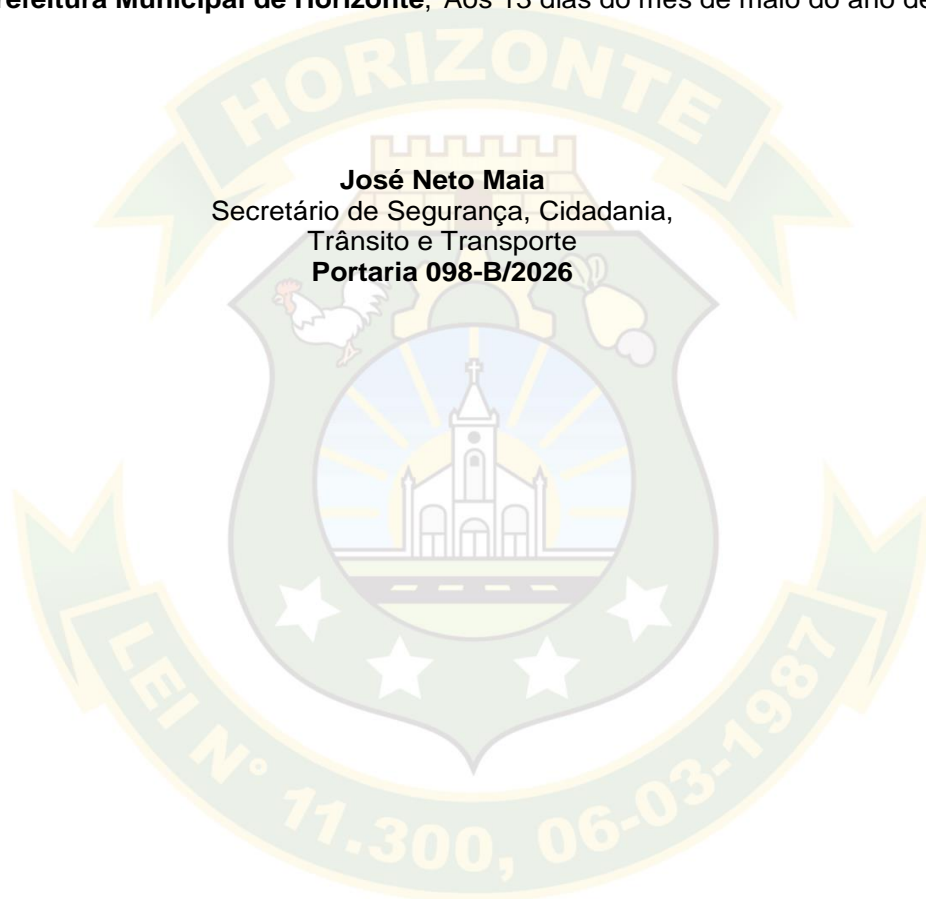 refeitura Municipal de Horizonte, Aos 13 dias do mês de maio do ano de
HORIZONTE
José Neto Maia
Secretário de Segurança, Cidadania,
Trânsito e Transporte
Portaria 098-B/2026
LEI N° 11.300, 06-03-1987